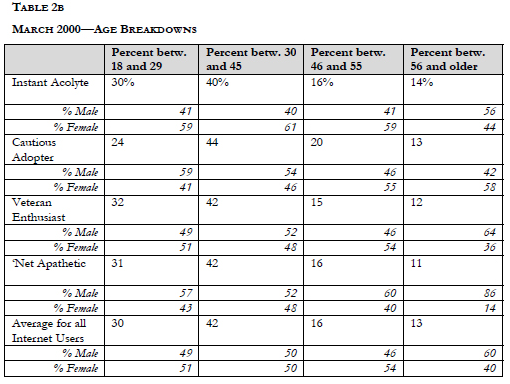 TABLE 2B
MARCH 2000—AGE BREAKDOWNS
Percent betw. 18 and 29 Percent betw. 30 and 45 Percent betw. 46 and 55 Percent betw. 56 and older
Instant Acolyte 30% 40% 16% 14%
% Male 41 40 41 56
% Female 59 61 59 44
Cautious Adopter 24 44 20 13
% Male 59 54 46 42
% Female 41 46 55 58
Veteran Enthusiast 32 42 15 12
% Male 49 52 46 64
% Female 51 48 54 36
'Net Apathetic 31 42 16 11
% Male 57 52 60 86
% Female 43 48 40 14
Average for all Internet Users 30 42 16 13
% Male 49 50 46 60
% Female 51 50 54 40